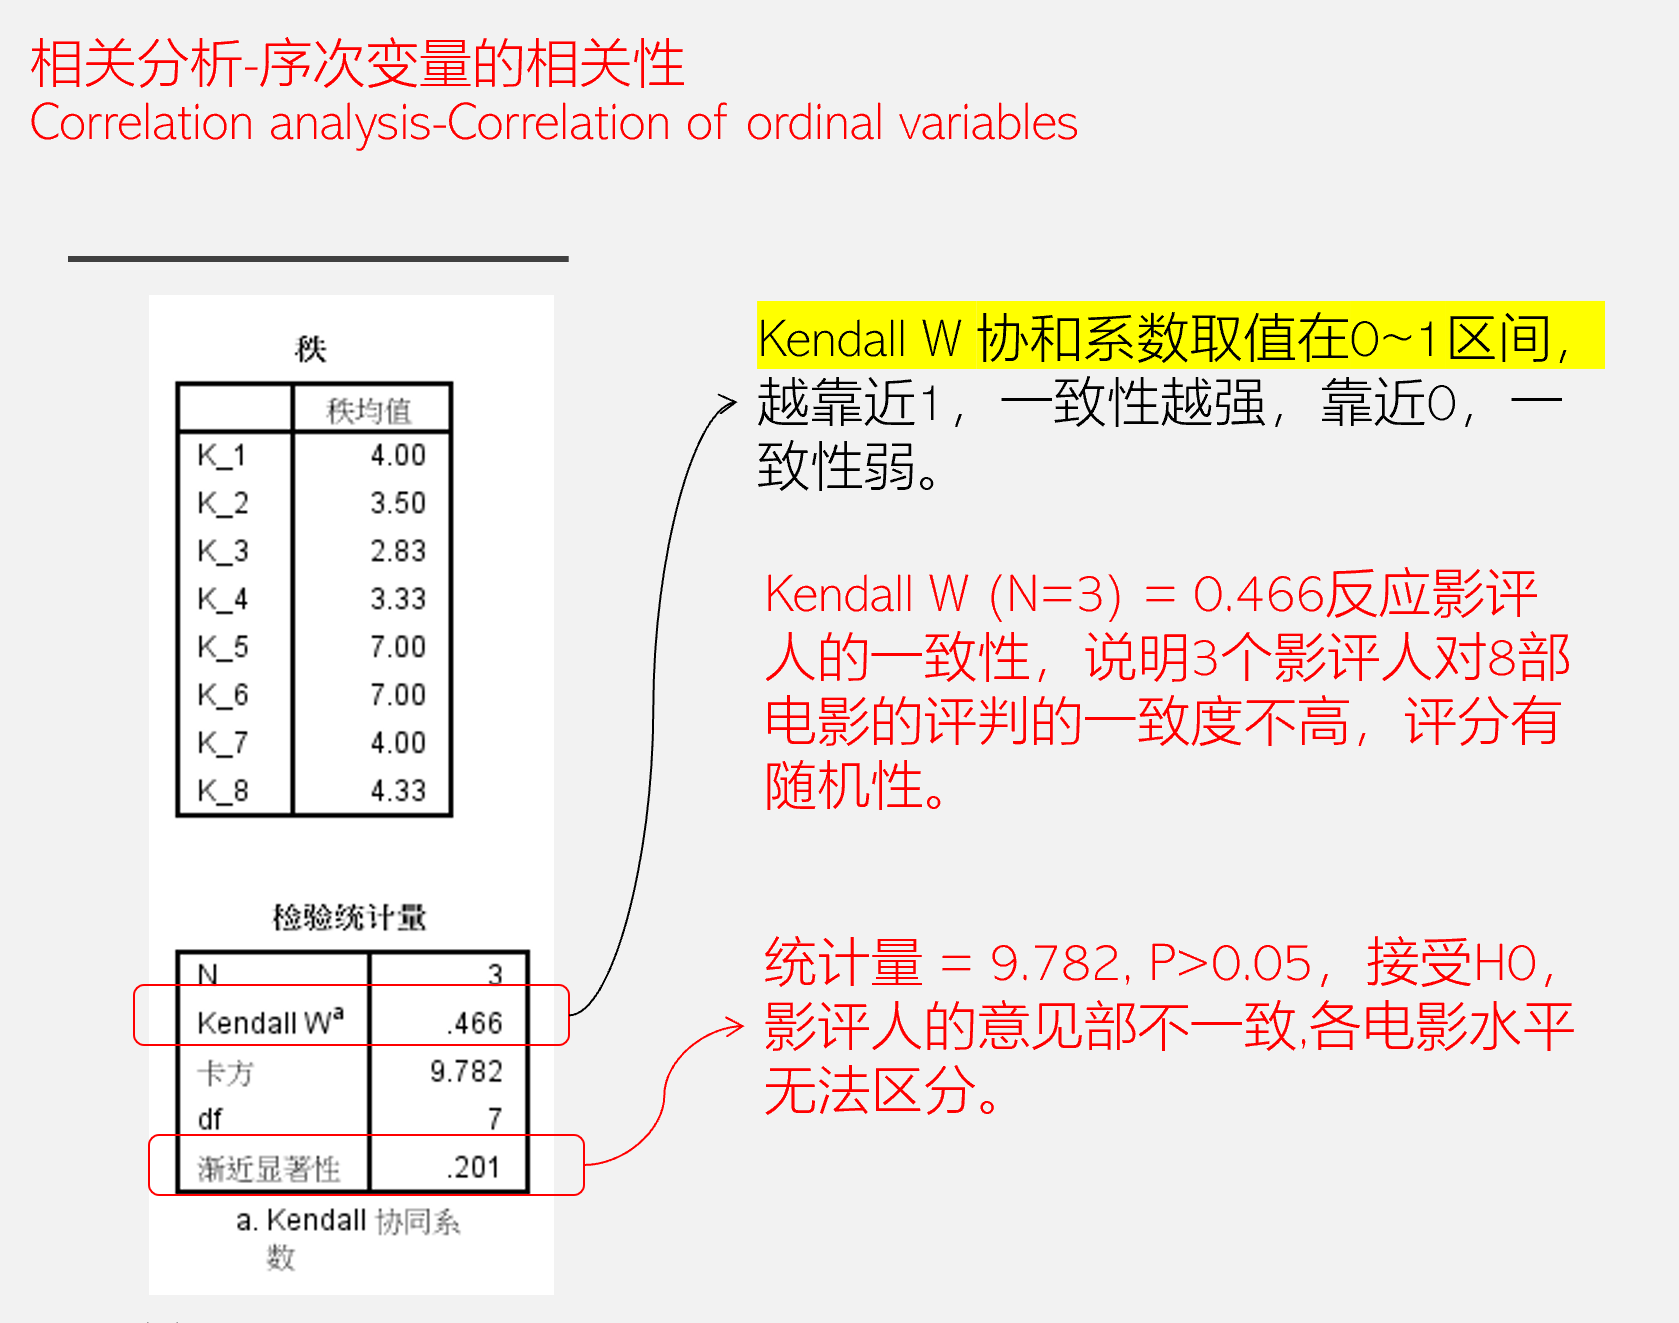 相关分析-序次变量的相关性
Correlation analysis-Correlation of ordinal variables
秩
秩均值
K_1 4.00
K_2 3.50
K_3 2.83
K_4 3.33
K_5 7.00
K_6 7.00
K_7 4.00
K_8 4.33
检验统计量
N 3
Kendall Wa .466
卡方 9.782
df 7
渐近显著性 .201
a. Kendall 协同系
数
Kendall W 协和系数取值在0~1区间，
越靠近1，一致性越强，靠近0，一
致性弱。
Kendall W (N=3) = 0.466反应影评
人的一致性，说明3个影评人对8部
电影的评判的一致度不高，评分有
随机性。
统计量 = 9.782, P>0.05，接受H0，
影评人的意见部不一致,各电影水平
无法区分。